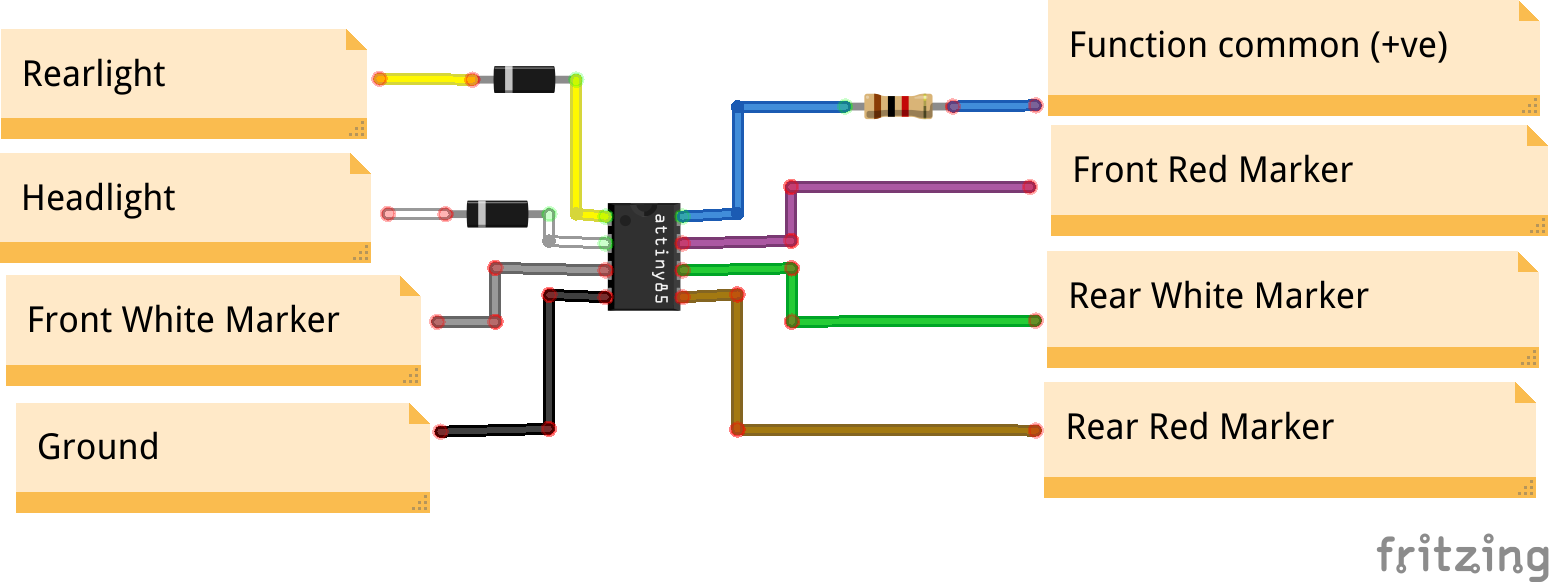 Rearlight
Headlight
Front White Marker
Ground
attiny85
Function common (+ve)
Front Red Marker
Rear White Marker
Rear Red Marker
fritzing